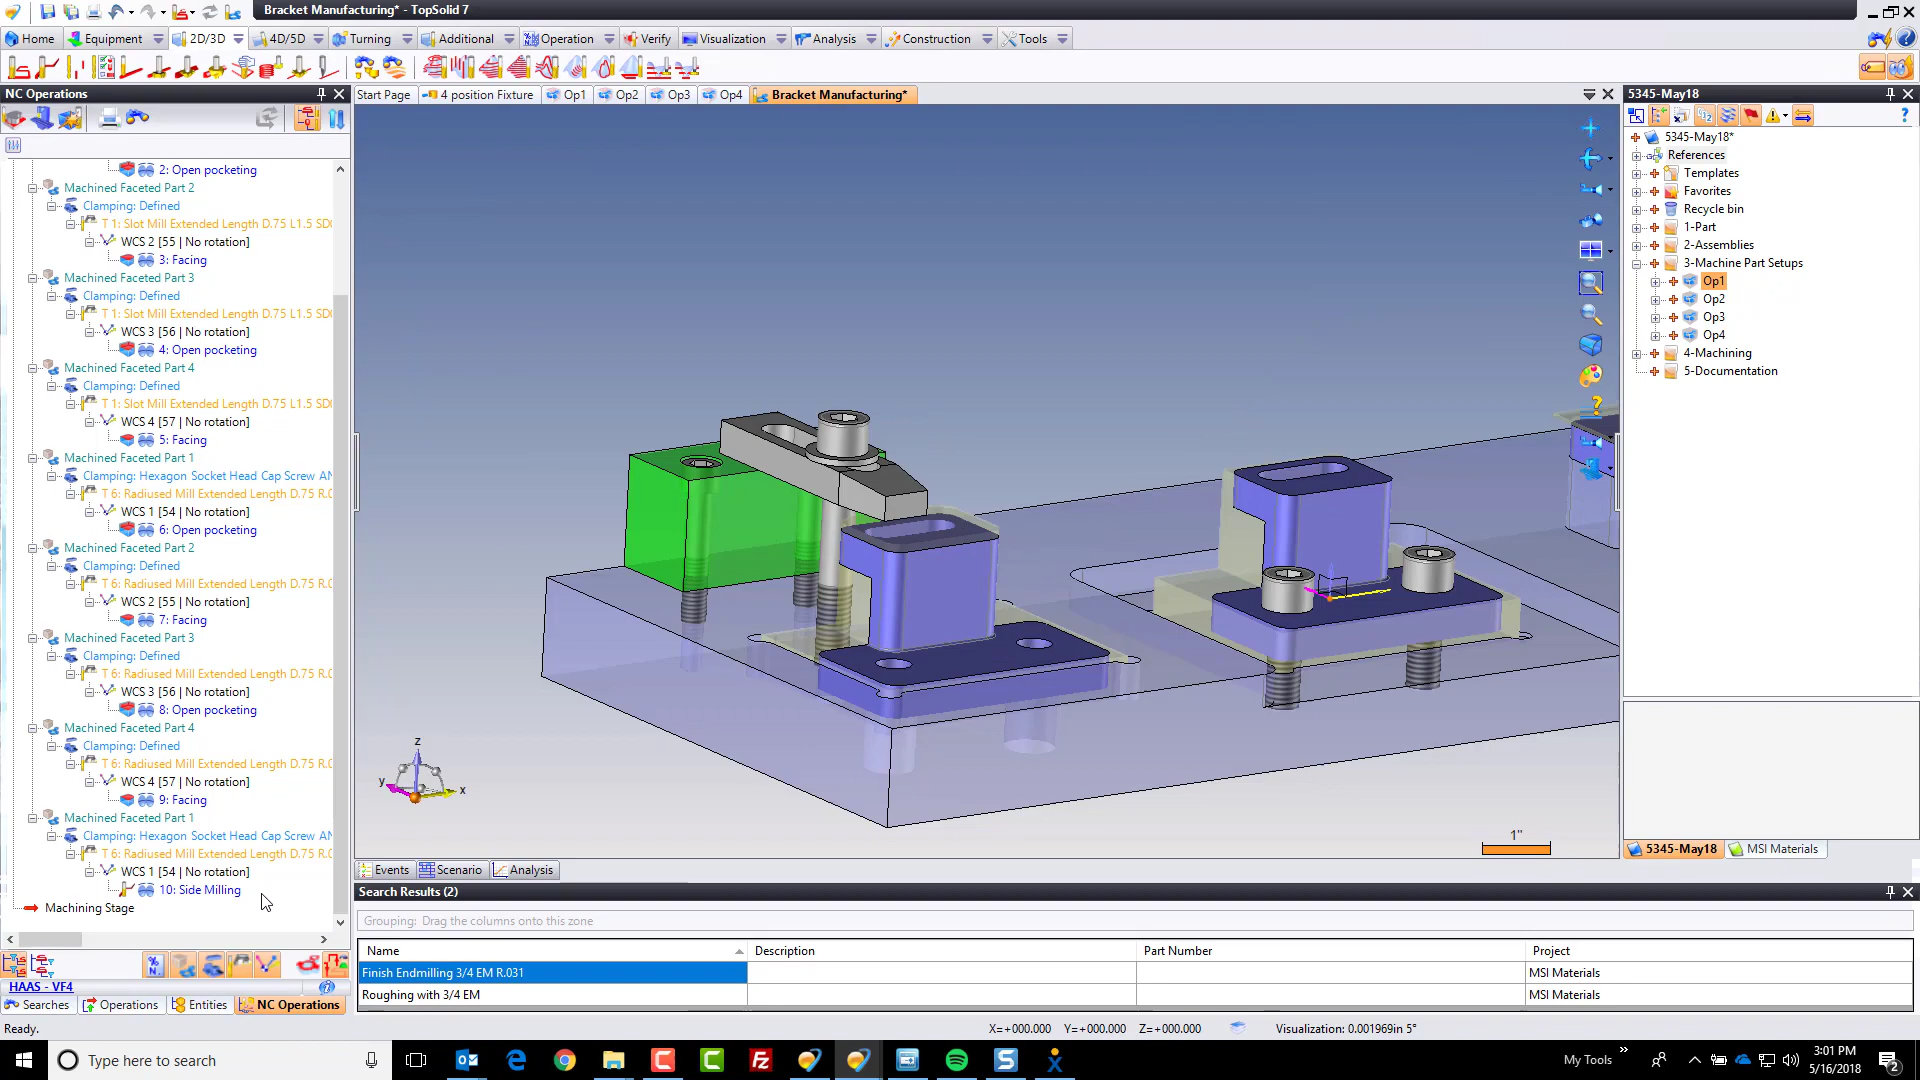 Bracket Manufacturing* - TopSolid 7
Home Equipment 2D/3D 4D/5D Turning Additional Operation Verify Visualization Analysis Construction Tools
NC Operations
Start Page 4 position Fixture Op1 Op2 Op3 Op4 Bracket Manufacturing*
5345-May18
2: Open pocketing
Machined Faceted Part 2
Clamping: Defined
T 1: Slot Mill Extended Length D.75 L1.5 SD
WCS 2 [55 | No rotation]
3: Facing
Machined Faceted Part 3
Clamping: Defined
T 1: Slot Mill Extended Length D.75 L1.5 SD
WCS 3 [56 | No rotation]
4: Open pocketing
Machined Faceted Part 4
Clamping: Defined
T 1: Slot Mill Extended Length D.75 L1.5 SD
WCS 4 [57 | No rotation]
5: Facing
Machined Faceted Part 1
Clamping: Hexagon Socket Head Cap Screw AN
T 6: Radiused Mill Extended Length D.75 R.0
WCS 1 [54 | No rotation]
6: Open pocketing
Machined Faceted Part 2
Clamping: Defined
T 6: Radiused Mill Extended Length D.75 R.0
WCS 2 [55 | No rotation]
7: Facing
Machined Faceted Part 3
Clamping: Defined
T 6: Radiused Mill Extended Length D.75 R.0
WCS 3 [56 | No rotation]
8: Open pocketing
Machined Faceted Part 4
Clamping: Defined
T 6: Radiused Mill Extended Length D.75 R.0
WCS 4 [57 | No rotation]
9: Facing
Machined Faceted Part 1
Clamping: Hexagon Socket Head Cap Screw AN
T 6: Radiused Mill Extended Length D.75 R.0
WCS 1 [54 | No rotation]
10: Side Milling
Machining Stage
HAAS - VF4
Searches Operations Entities NC Operations
z
y
x
1"
5345-May18*
References
Templates
Favorites
Recycle bin
1-Part
2-Assemblies
3-Machine Part Setups
Op1
Op2
Op3
Op4
4-Machining
5-Documentation
5345-May18 MSI Materials
Events Scenario Analysis
Search Results (2)
Grouping: Drag the columns onto this zone
Name Description Part Number Project
Finish Endmilling 3/4 EM R.031 MSI Materials
Roughing with 3/4 EM MSI Materials
Ready.
X=+000.000 Y=+000.000 Z=+000.000 Visualization: 0.001969in 5°
Type here to search
My Tools
3:01 PM
5/16/2018
2